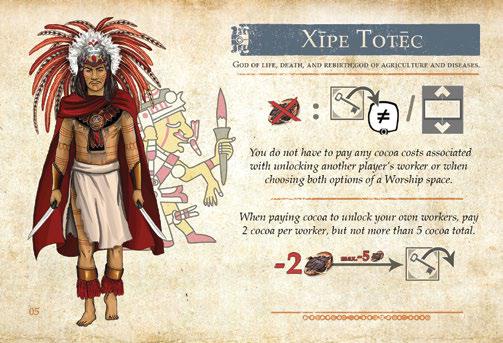 XĪPE TOTĒC
GOD OF LIFE, DEATH, AND REBIRTH;GOD OF AGRICULTURE AND DISEASES.
: ≠ /
You do not have to pay any cocoa costs associated
with unlocking another player's worker or when
choosing both options of a Worship space.
When paying cocoa to unlock your own workers, pay
2 cocoa per worker, but not more than 5 cocoa total.
-2 MAX.-5
05